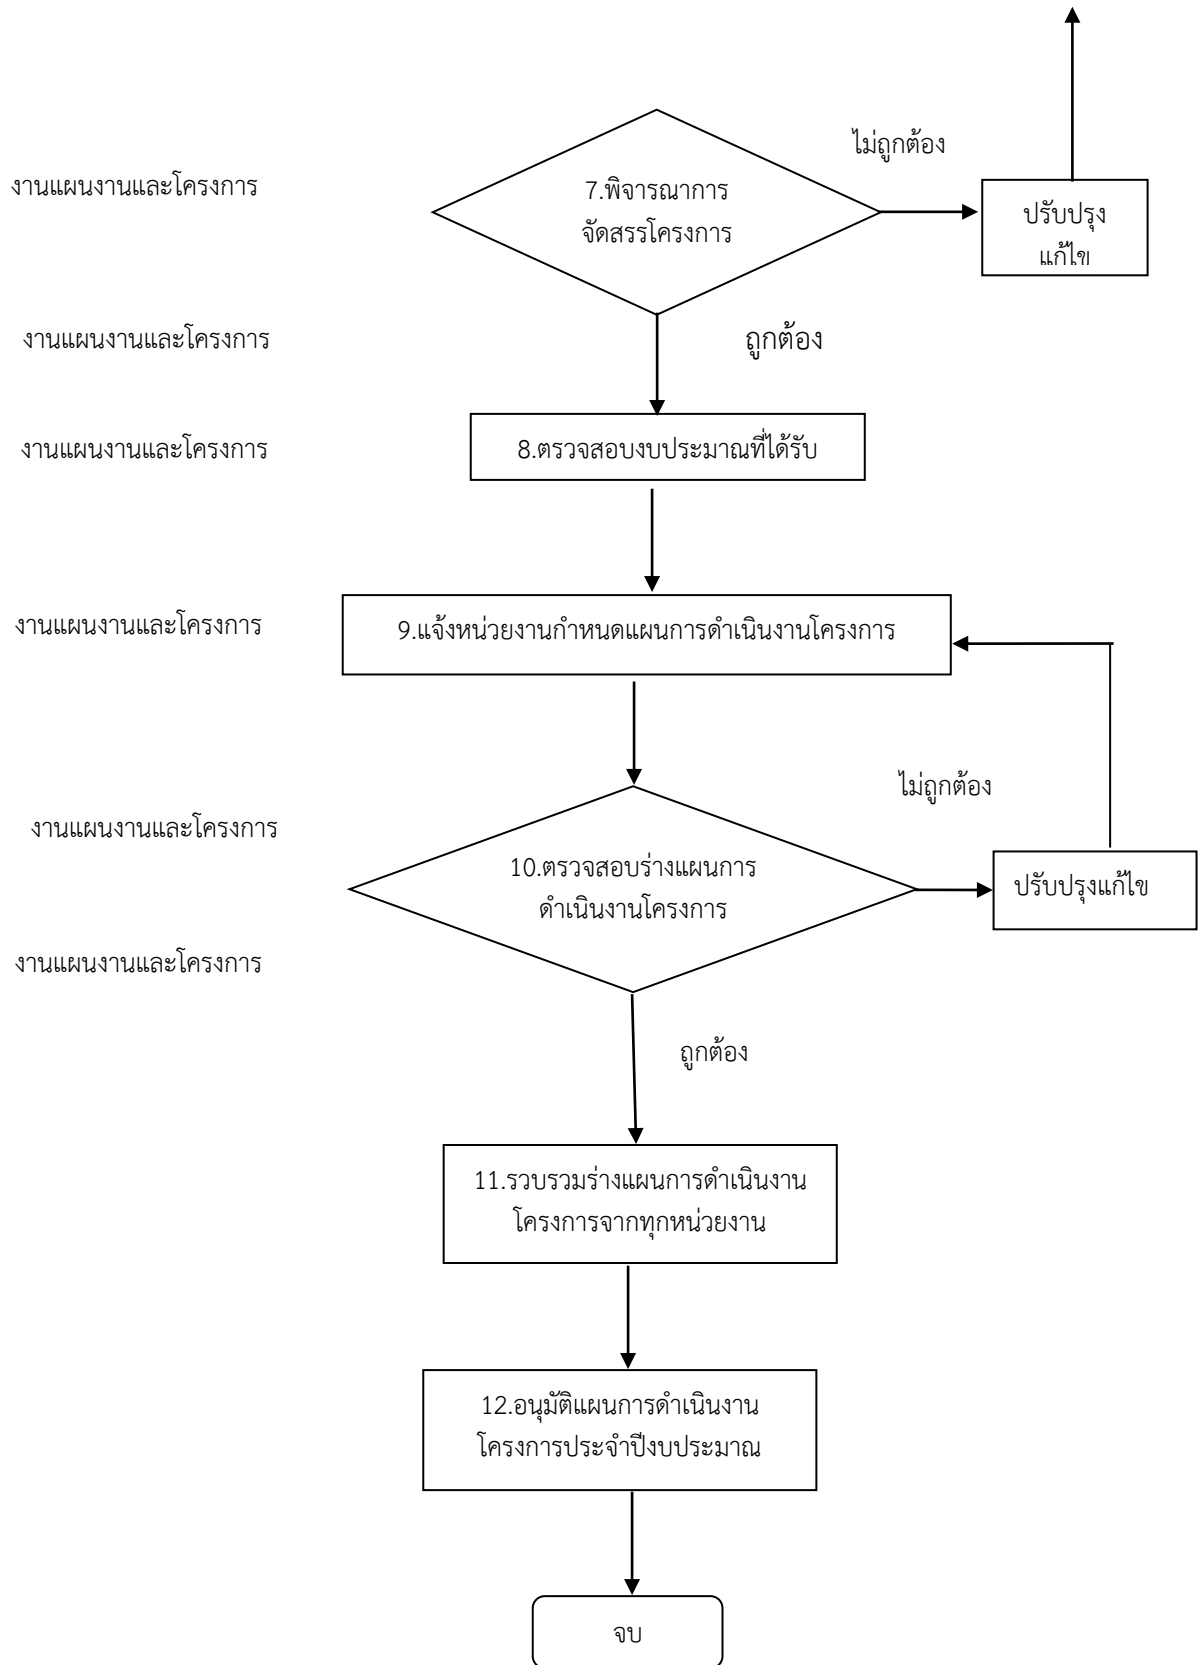 ไม่ถูกต้อง
งานแผนงานและโครงการ
7.พิจารณาการ
จัดสรรโครงการ
ปรับปรุง
แก้ไข
งานแผนงานและโครงการ
ถูกต้อง
งานแผนงานและโครงการ
8.ตรวจสอบงบประมาณที่ได้รับ
งานแผนงานและโครงการ
9.แจ้งหน่วยงานกำหนดแผนการดำเนินงานโครงการ
ไม่ถูกต้อง
งานแผนงานและโครงการ
10.ตรวจสอบร่างแผนการ
ดำเนินงานโครงการ
ปรับปรุงแก้ไข
งานแผนงานและโครงการ
ถูกต้อง
11.รวบรวมร่างแผนการดำเนินงาน
โครงการจากทุกหน่วยงาน
12.อนุมัติแผนการดำเนินงาน
โครงการประจำปีงบประมาณ
จบ